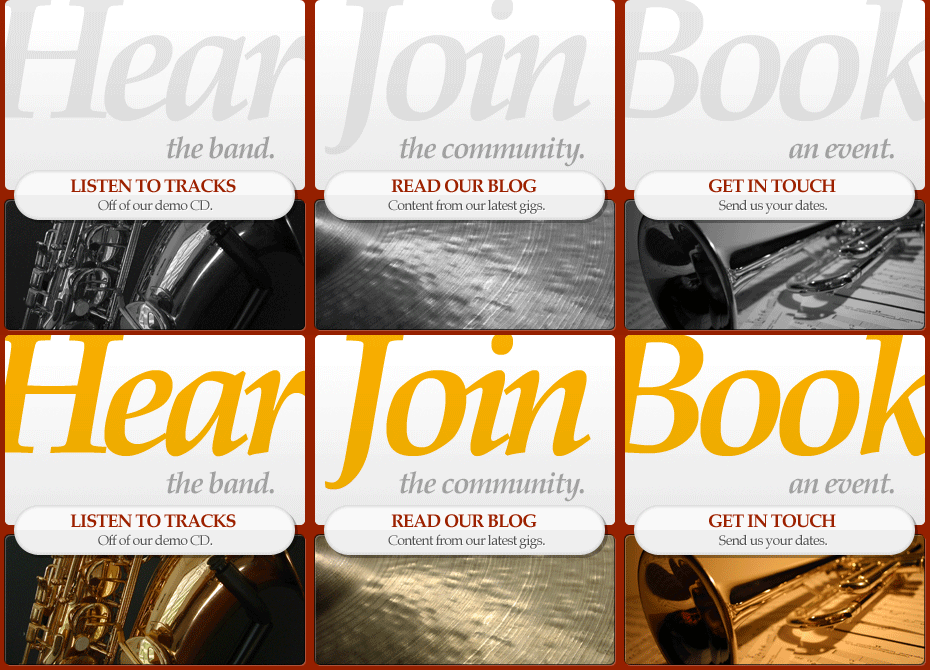 Hear
the band.
LISTEN TO TRACKS
Off of our demo CD.
Join
the community.
READ OUR BLOG
Content from our latest gigs.
Book
an event.
GET IN TOUCH
Send us your dates.
Hear
the band.
LISTEN TO TRACKS
Off of our demo CD.
Join
the community.
READ OUR BLOG
Content from our latest gigs.
Book
an event.
GET IN TOUCH
Send us your dates.